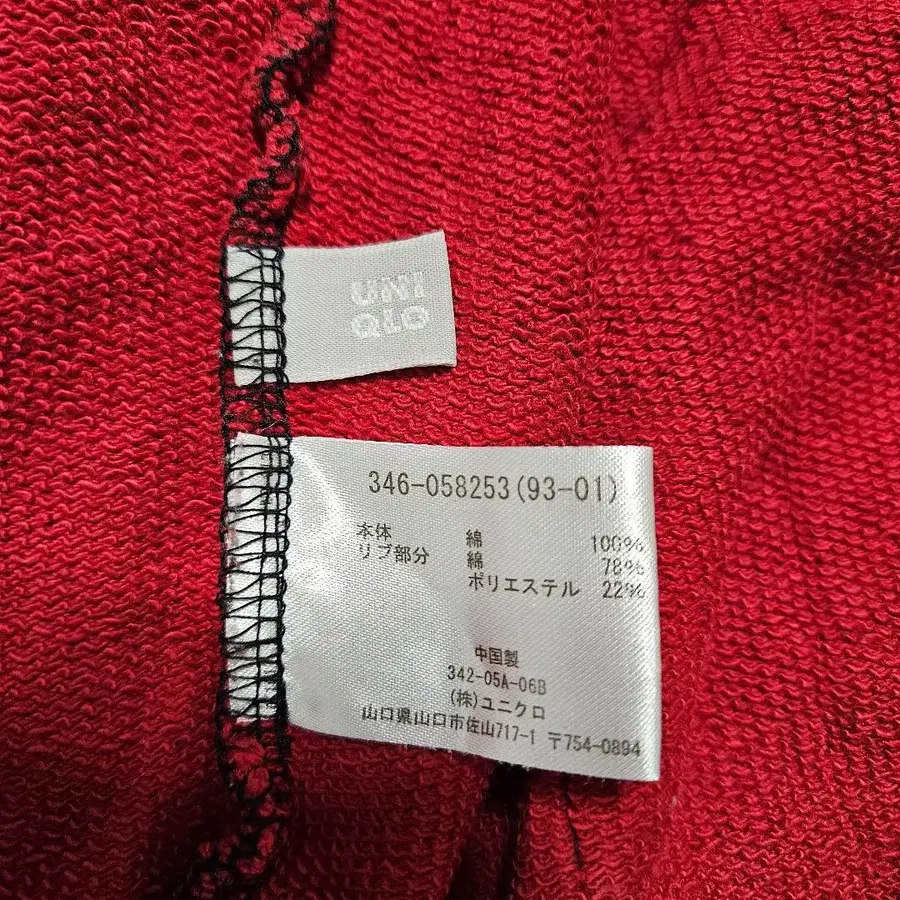 UNI
QLO
346-058253(93-01)
本体 綿 100%
リブ部分 綿 78%
ポリエステル 22%
中国製
342-05A-06B
(株)ユニクロ
山口県山口市佐山717-1 〒754-0894